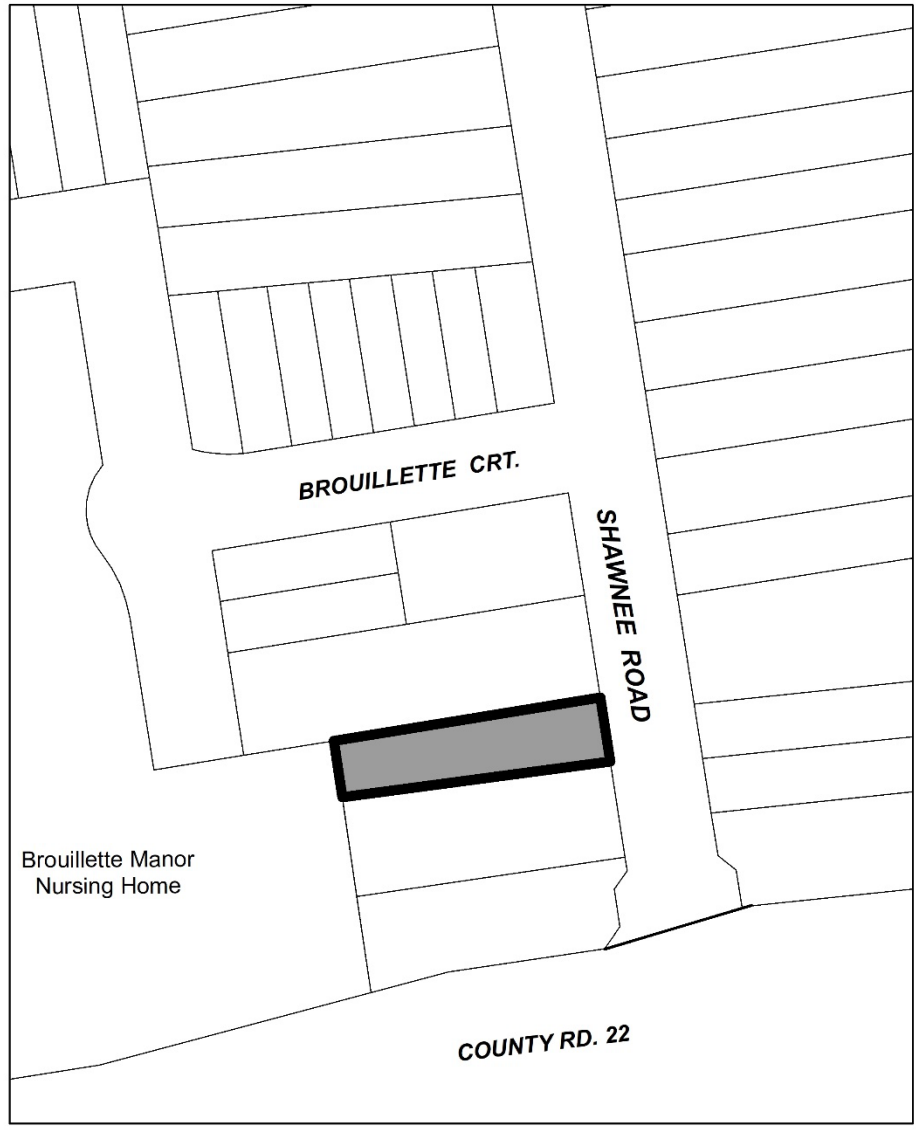 BROUILLETTE CRT.
SHAWNEE ROAD
Brouillette Manor
Nursing Home
COUNTY RD. 22